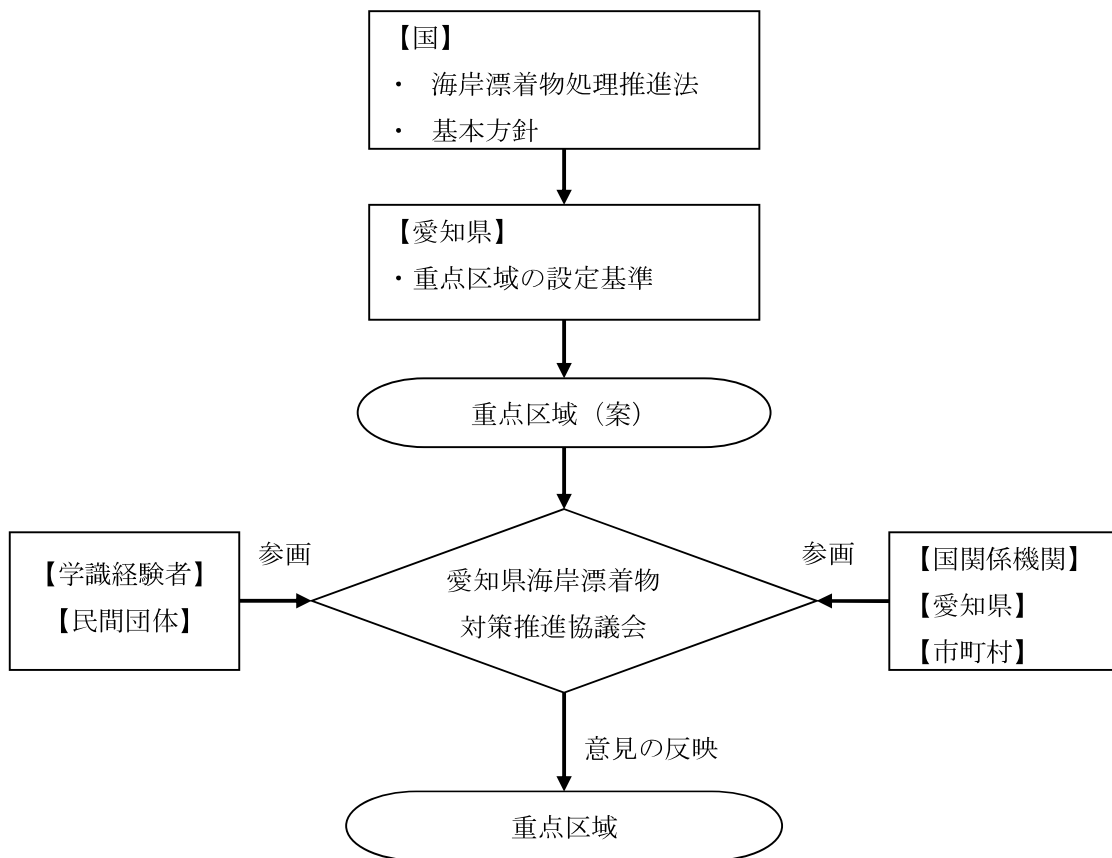 【国】
・ 海岸漂着物処理推進法
・ 基本方針
【愛知県】
・重点区域の設定基準
重点区域（案）
参画
【学識経験者】
【民間団体】
愛知県海岸漂着物
対策推進協議会
参画
【国関係機関】
【愛知県】
【市町村】
意見の反映
重点区域